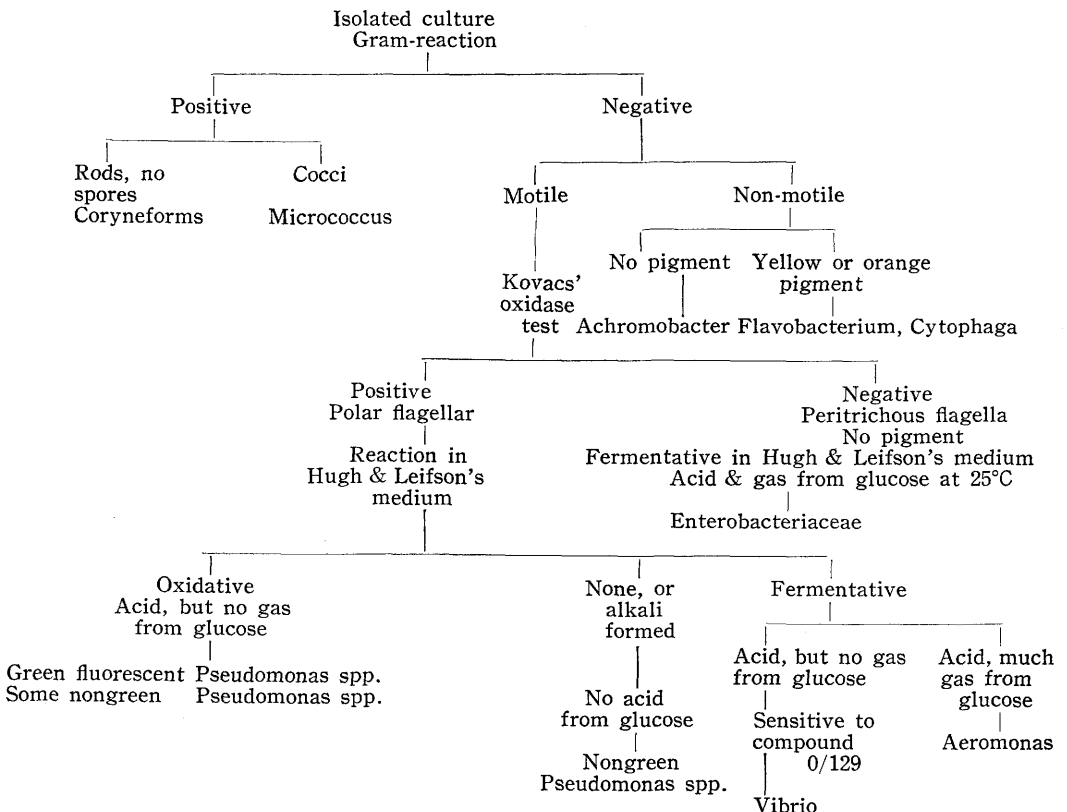 Isolated culture
Gram-reaction
Positive
Negative
Rods, no
spores
Coryneforms
Cocci
Micrococcus
Motile
Non-motile
No pigment
Yellow or orange
pigment
Kovacs’
oxidase
test
Achromobacter
Flavobacterium, Cytophaga
Positive
Polar flagellar
Negative
Peritrichous flagella
No pigment
Reaction in
Hugh & Leifson’s
medium
Fermentative in Hugh & Leifson’s medium
Acid & gas from glucose at 25°C
Enterobacteriaceae
Oxidative
Acid, but no gas
from glucose
Green fluorescent Pseudomonas spp.
Some nongreen Pseudomonas spp.
None, or
alkali
formed
No acid
from glucose
Nongreen
Pseudomonas spp.
Fermentative
Acid, but no gas
from glucose
Sensitive to
compound
0/129
Vibrio
Acid, much
gas from
glucose
Aeromonas